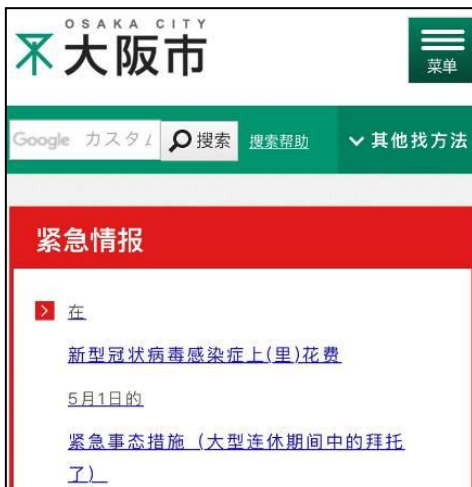 OSAKA CITY
大阪市
菜单
Google カスタム
搜索
搜索帮助
其他找方法
紧急情报
在
新型冠状病毒感染症上(里)花费
5月1日的
紧急事态措施（大型连休期间中的拜托
了）